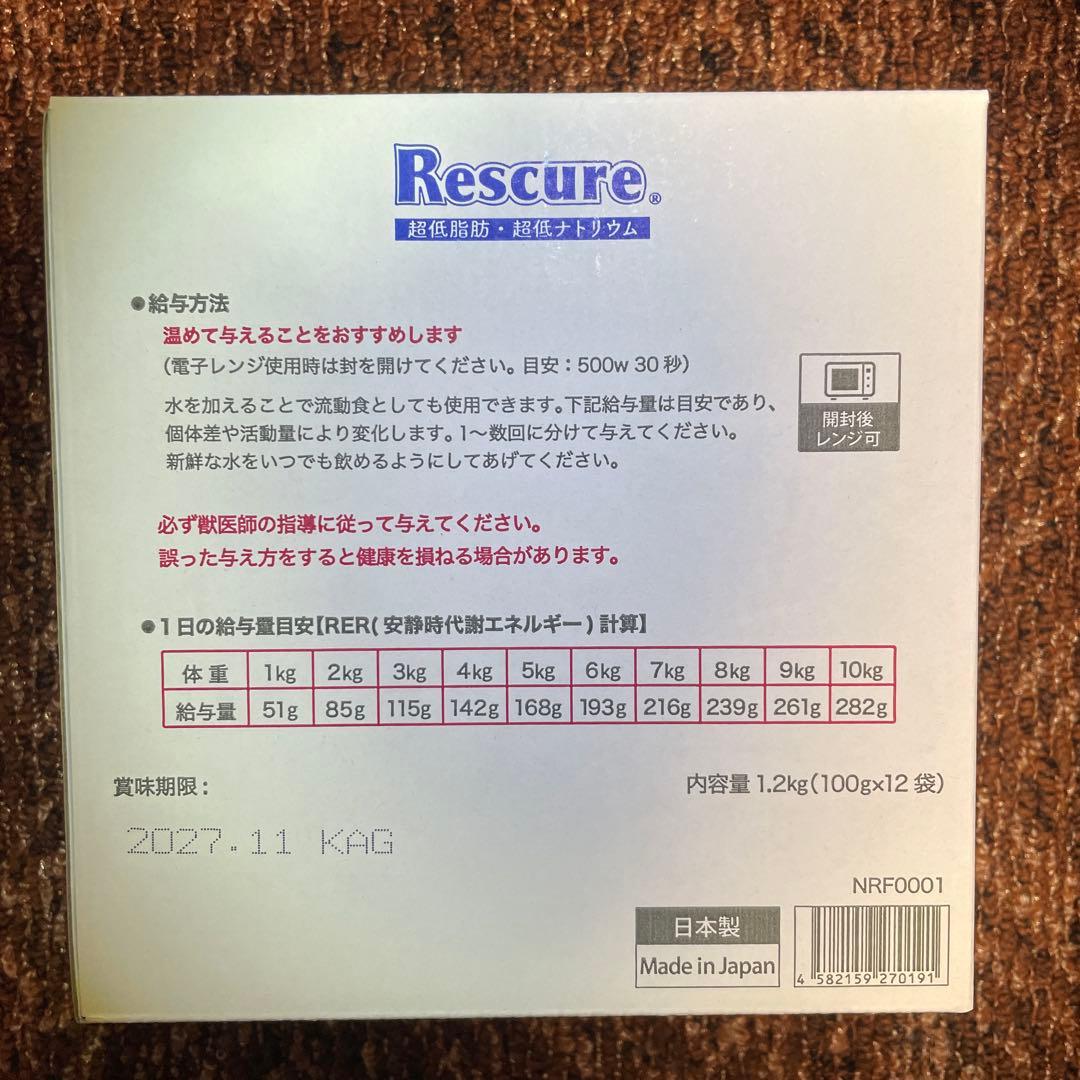 Rescure®
超低脂肪・超低ナトリウム
●給与方法
温めて与えることをおすすめします
（電子レンジ使用時は封を開けてください。目安：500w 30 秒）
水を加えることで流動食としても使用できます。下記給与量は目安であり、
個体差や活動量により変化します。1〜数回に分けて与えてください。
新鮮な水をいつでも飲めるようにしてあげてください。
開封後
レンジ可
必ず獣医師の指導に従って与えてください。
誤った与え方をすると健康を損ねる場合があります。
●1日の給与量目安【RER(安静時代謝エネルギー)計算】
体重 1kg 2kg 3kg 4kg 5kg 6kg 7kg 8kg 9kg 10kg
給与量 51g 85g 115g 142g 168g 193g 216g 239g 261g 282g
賞味期限：
内容量 1.2kg（100g×12 袋）
2027.11 KAG
NRF0001
日本製
Made in Japan
4 582159 270191